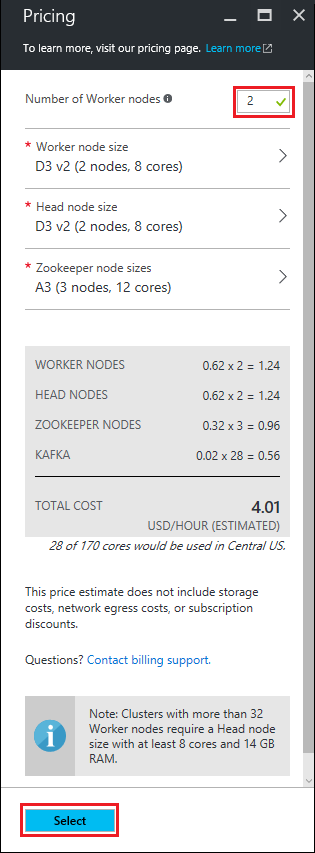 Pricing
To learn more, visit our pricing page. Learn more
Number of Worker nodes
2
* Worker node size
D3 v2 (2 nodes, 8 cores)
* Head node size
D3 v2 (2 nodes, 8 cores)
* Zookeeper node sizes
A3 (3 nodes, 12 cores)
WORKER NODES 0.62 x 2 = 1.24
HEAD NODES 0.62 x 2 = 1.24
ZOOKEEPER NODES 0.32 x 3 = 0.96
KAFKA 0.02 x 28 = 0.56
TOTAL COST 4.01
USD/HOUR (ESTIMATED)
28 of 170 cores would be used in Central US.
This price estimate does not include storage
costs, network egress costs, or subscription
discounts.
Questions? Contact billing support.
Note: Clusters with more than 32
Worker nodes require a Head node
size with at least 8 cores and 14 GB
RAM.
Select